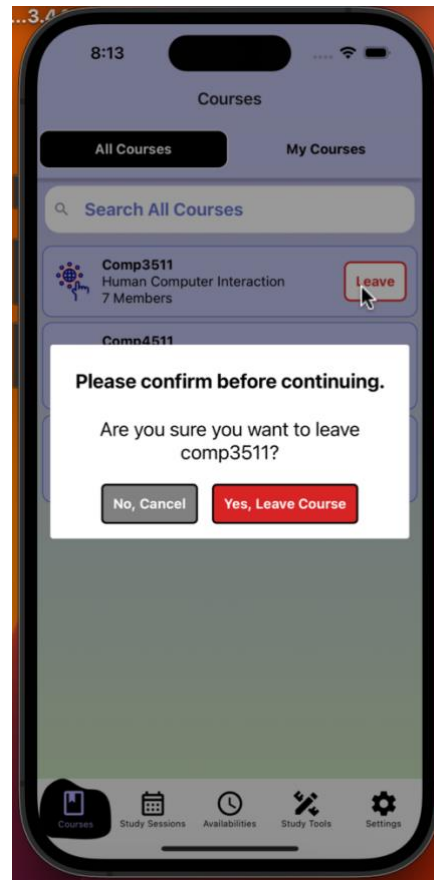 8:13
Courses
All Courses
My Courses
Search All Courses
Comp3511
Human Computer Interaction
7 Members
Leave
Comp4511
Please confirm before continuing.
Are you sure you want to leave
comp3511?
No, Cancel
Yes, Leave Course
Courses
Study Sessions
Availabilities
Study Tools
Settings